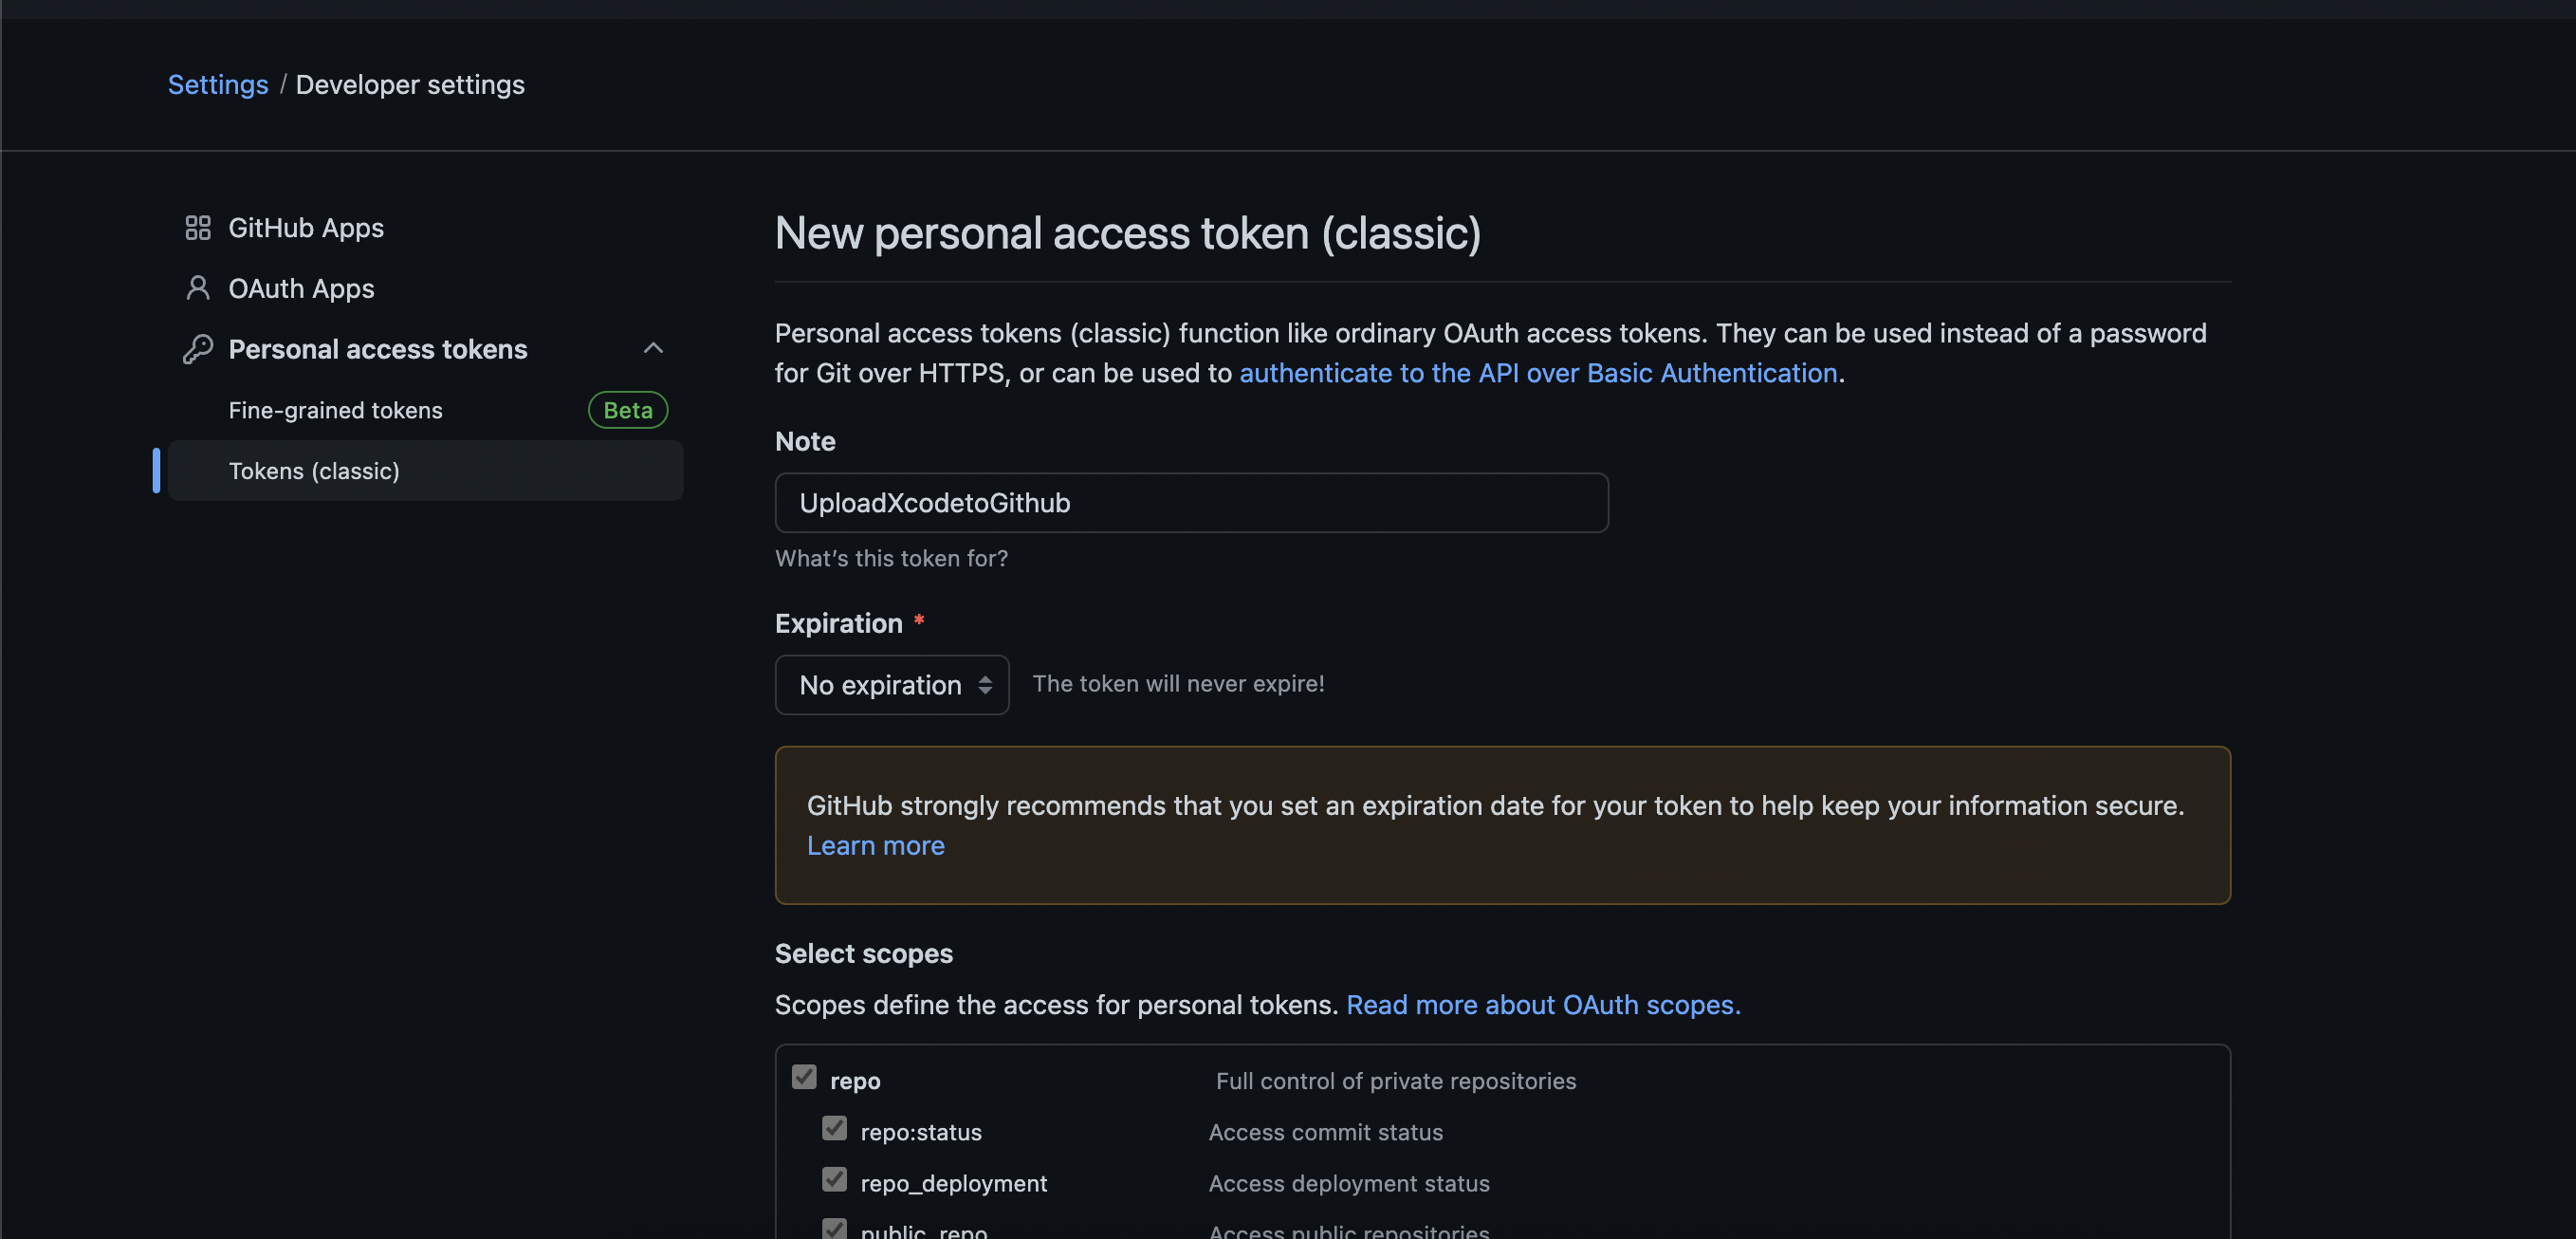 Settings / Developer settings
GitHub Apps
OAuth Apps
Personal access tokens
Fine-grained tokens Beta
Tokens (classic)
New personal access token (classic)
Personal access tokens (classic) function like ordinary OAuth access tokens. They can be used instead of a password
for Git over HTTPS, or can be used to authenticate to the API over Basic Authentication.
Note
UploadXcodetoGithub
What's this token for?
Expiration *
No expiration The token will never expire!
GitHub strongly recommends that you set an expiration date for your token to help keep your information secure.
Learn more
Select scopes
Scopes define the access for personal tokens. Read more about OAuth scopes.
repo Full control of private repositories
repo:status Access commit status
repo_deployment Access deployment status
public_repo Access public repositories